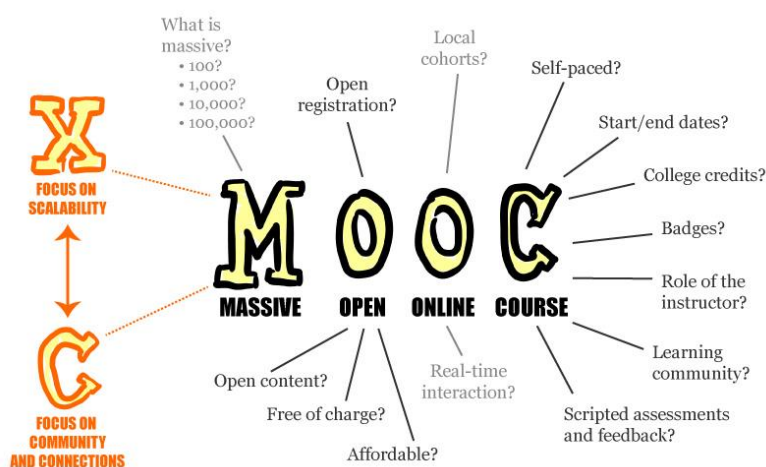 What is
massive?
• 100?
• 1,000?
• 10,000?
• 100,000?
Open
registration?
Local
cohorts?
Self-paced?
Start/end dates?
College credits?
Badges?
Role of the
instructor?
Learning
community?
Scripted assessments
and feedback?
X
FOCUS ON
SCALABILITY
C
FOCUS ON
COMMUNITY
AND CONNECTIONS
MOOC
MASSIVE OPEN ONLINE COURSE
Open content?
Free of charge?
Affordable?
Real-time
interaction?